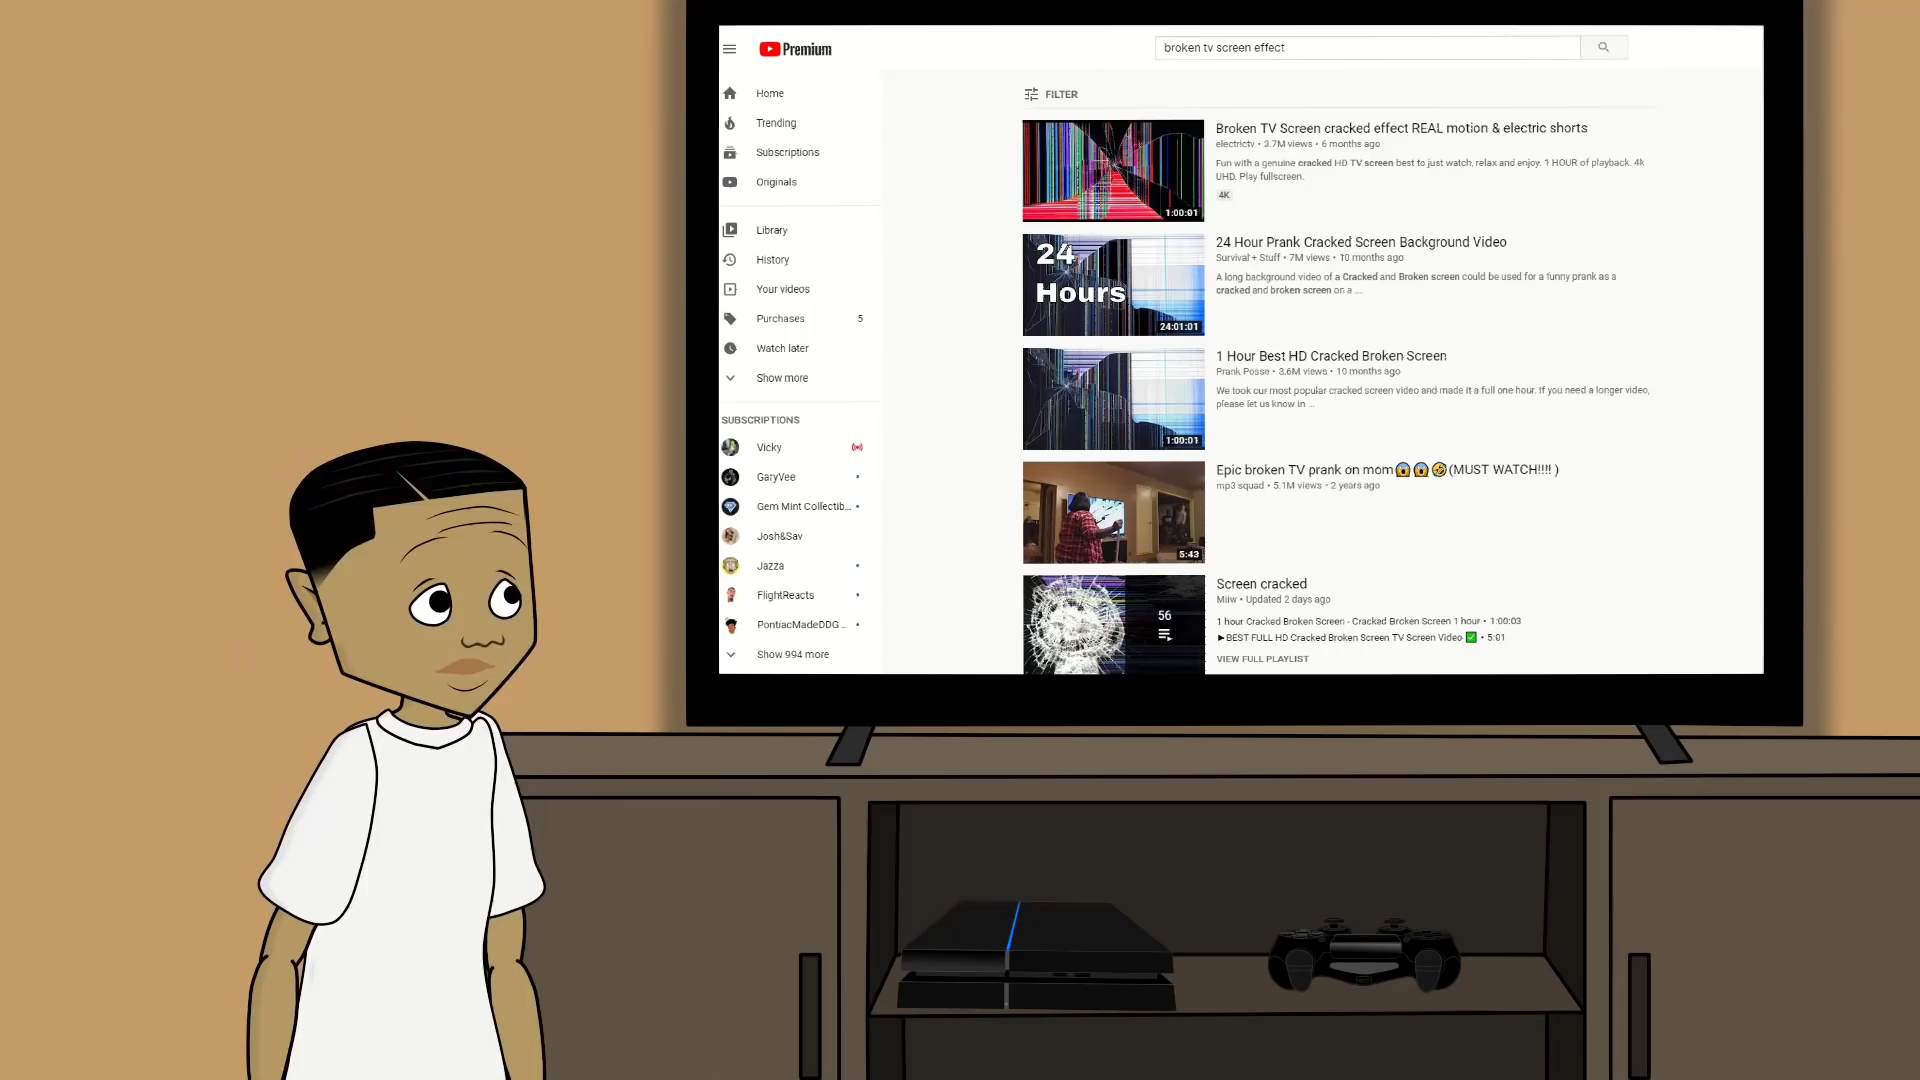 Premium
broken tv screen effect
Home
Trending
Subscriptions
Originals
Library
History
Your videos
Purchases 5
Watch later
Show more
SUBSCRIPTIONS
Vicky
GaryVee
Gem Mint Collectib...
Josh&Sav
Jazza
FlightReacts
PontiacMadeDDG ...
Show 994 more
FILTER
1:00:01
Broken TV Screen cracked effect REAL motion & electric shorts
electrictv • 3.7M views • 6 months ago
Fun with a genuine cracked HD TV screen best to just watch, relax and enjoy. 1 HOUR of playback. 4k
UHD. Play fullscreen.
4K
24
Hours
24:01:01
24 Hour Prank Cracked Screen Background Video
Survival + Stuff • 7M views • 10 months ago
A long background video of a Cracked and Broken screen could be used for a funny prank as a
cracked and broken screen on a ...
1:00:01
1 Hour Best HD Cracked Broken Screen
Prank Posse • 3.6M views • 10 months ago
We took our most popular cracked screen video and made it a full one hour. If you need a longer video,
please let us know in ...
5:43
Epic broken TV prank on mom😱😱🤣(MUST WATCH!!!! )
mp3 squad • 5.1M views • 2 years ago
56
Screen cracked
Miiw • Updated 2 days ago
1 hour Cracked Broken Screen - Cracked Broken Screen 1 hour • 1:00:03
►BEST FULL HD Cracked Broken Screen TV Screen Video ✅ • 5:01
VIEW FULL PLAYLIST